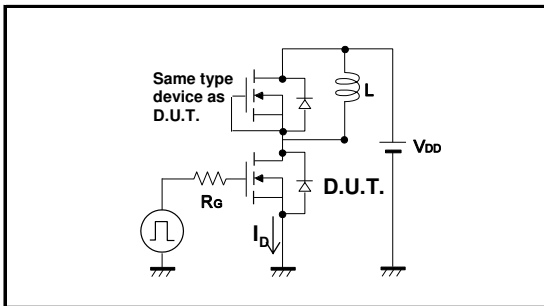 Same type
device as
D.U.T.
L
VDD
D.U.T.
RG
ID